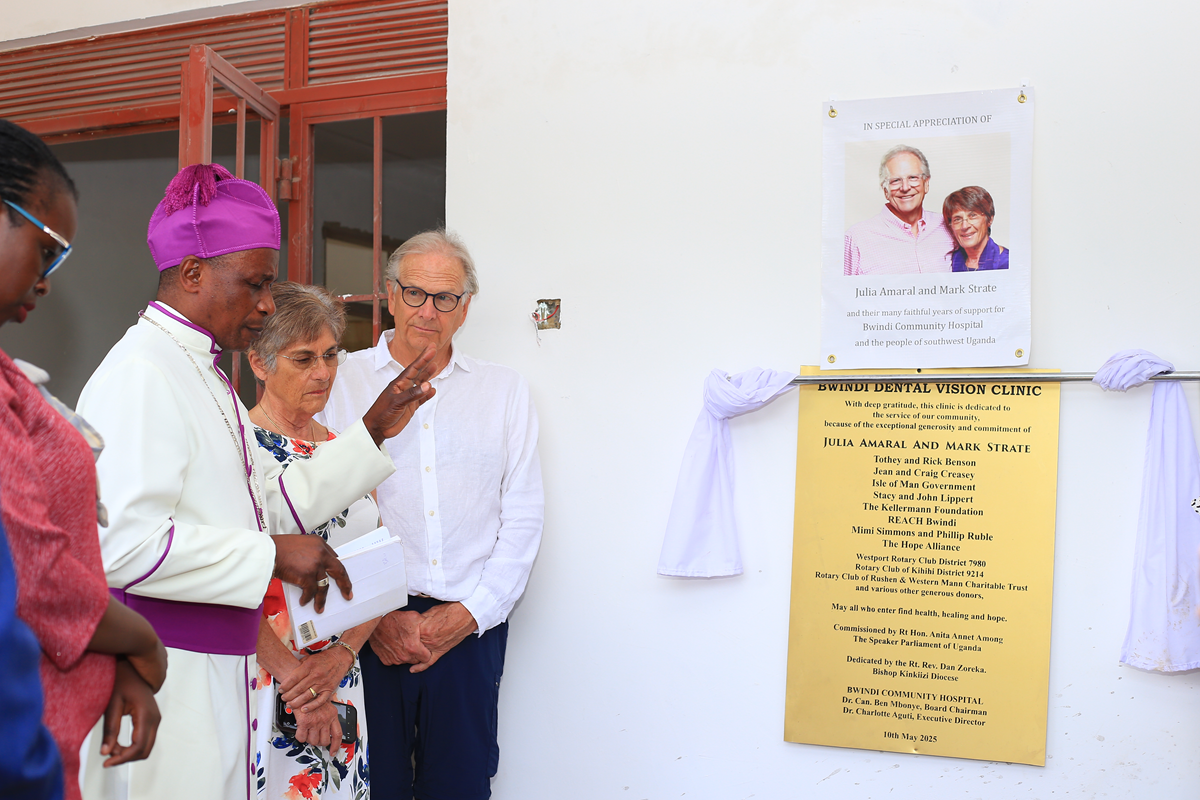 IN SPECIAL APPRECIATION OF
Julia Amaral and Mark Strate
and their many faithful years of support for
Bwindi Community Hospital
and the people of southwest Uganda
BWINDI DENTAL VISION CLINIC
With deep gratitude, this clinic is dedicated to
the service of our community,
because of the exceptional generosity and commitment of
JULIA AMARAL AND MARK STRATE
Tothey and Rick Benson
Jean and Craig Creasey
Isle of Man Government
Stacy and John Lippert
The Kellermann Foundation
REACH Bwindi
Mimi Simmons and Phillip Ruble
The Hope Alliance
Westport Rotary Club District 7980
Rotary Club of Kihihi District 9214
Rotary Club of Rushen & Western Mann Charitable Trust
and various other generous donors,
May all who enter find health, healing and hope.
Commissioned by Rt Hon. Anita Annet Among
The Speaker Parliament of Uganda
Dedicated by the Rt. Rev. Dan Zoreka.
Bishop Kinkiizi Diocese
BWINDI COMMUNITY HOSPITAL
Dr. Can. Ben Mbonye, Board Chairman
Dr. Charlotte Aguti, Executive Director
10th May 2025